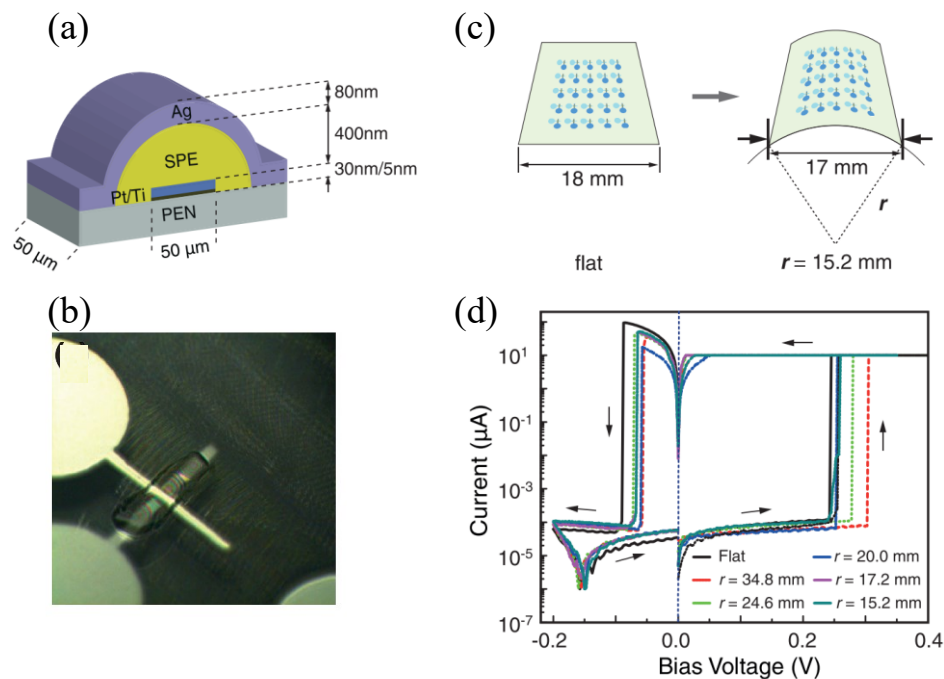 (a)
80nm
Ag
400nm
SPE
30nm/5nm
Pt/Ti
PEN
50 μm
50 μm
(b)
(c)
18 mm
17 mm
r
flat
r = 15.2 mm
(d)
Current (μA)
10¹
10⁻¹
10⁻³
10⁻⁵
10⁻⁷
Flat
r = 34.8 mm
r = 24.6 mm
r = 20.0 mm
r = 17.2 mm
r = 15.2 mm
-0.2
0.0
0.2
0.4
Bias Voltage (V)